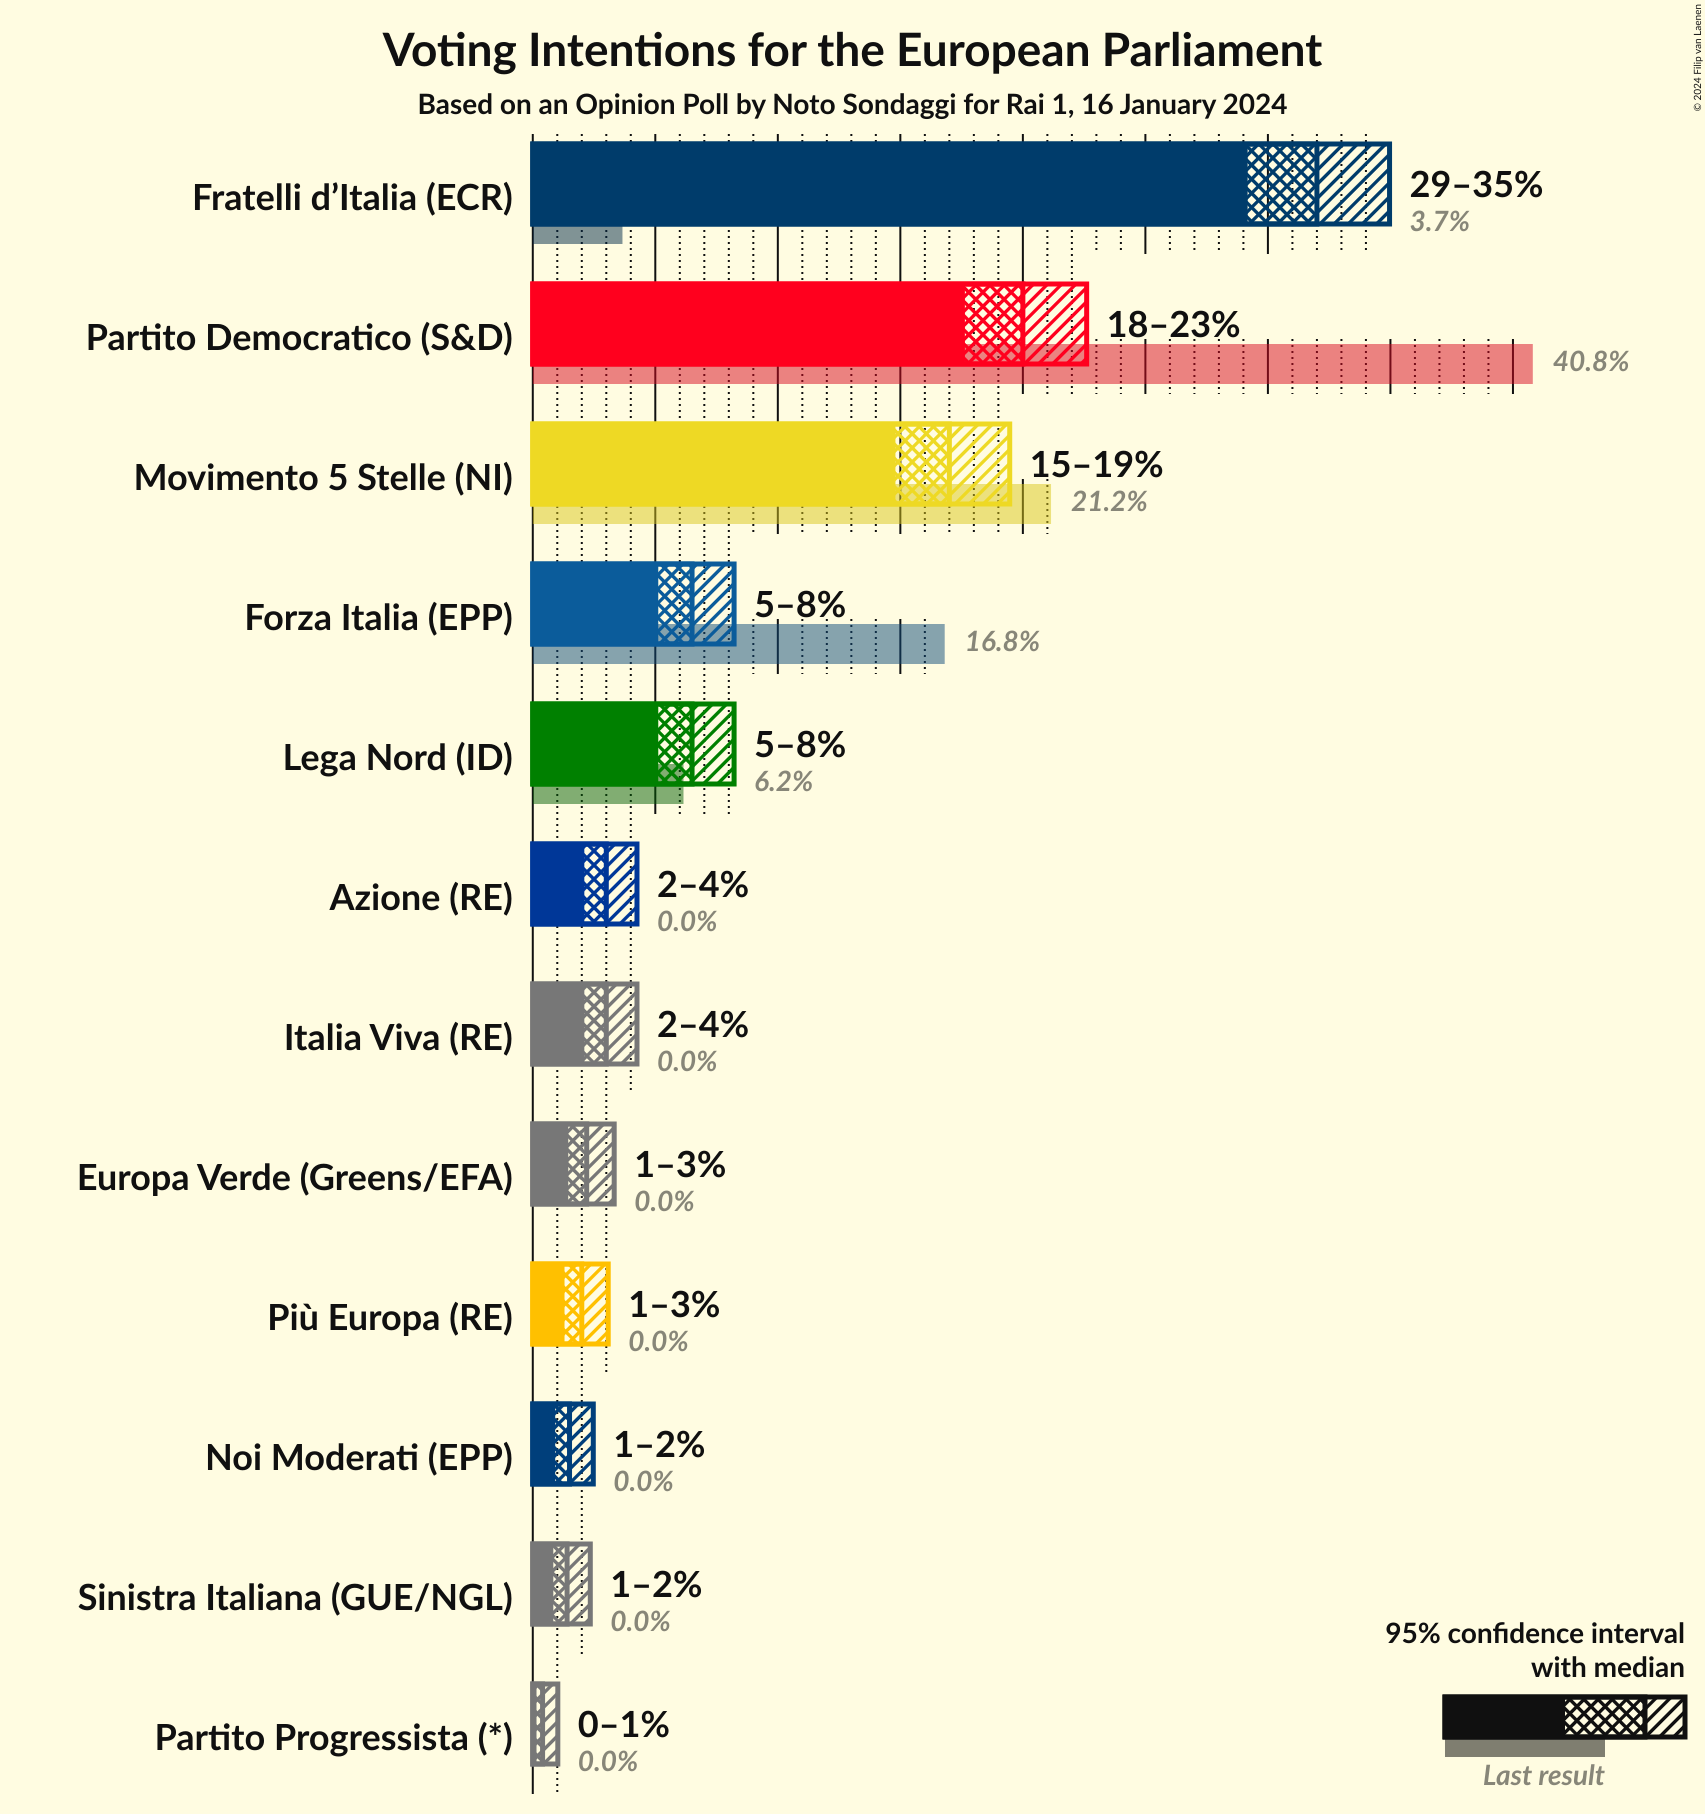 Voting Intentions for the European Parliament
Based on an Opinion Poll by Noto Sondaggi for Rai 1, 16 January 2024
© 2024 Filip van Laenen
Fratelli d’Italia (ECR)
29–35%
3.7%
Partito Democratico (S&D)
18–23%
40.8%
Movimento 5 Stelle (NI)
15–19%
21.2%
Forza Italia (EPP)
5–8%
16.8%
Lega Nord (ID)
5–8%
6.2%
Azione (RE)
2–4%
0.0%
Italia Viva (RE)
2–4%
0.0%
Europa Verde (Greens/EFA)
1–3%
0.0%
Più Europa (RE)
1–3%
0.0%
Noi Moderati (EPP)
1–2%
0.0%
Sinistra Italiana (GUE/NGL)
1–2%
0.0%
Partito Progressista (*)
0–1%
0.0%
95% confidence interval
with median
Last result